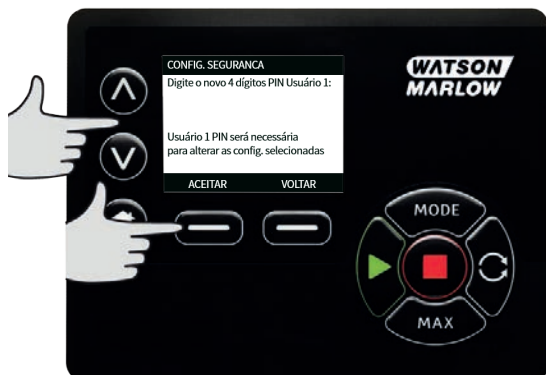 CONFIG. SEGURANCA
Digite o novo 4 dígitos PIN Usuário 1:
Usuário 1 PIN será necessária
para alterar as config. selecionadas
ACEITAR VOLTAR
WATSON
MARLOW
MODE
MAX